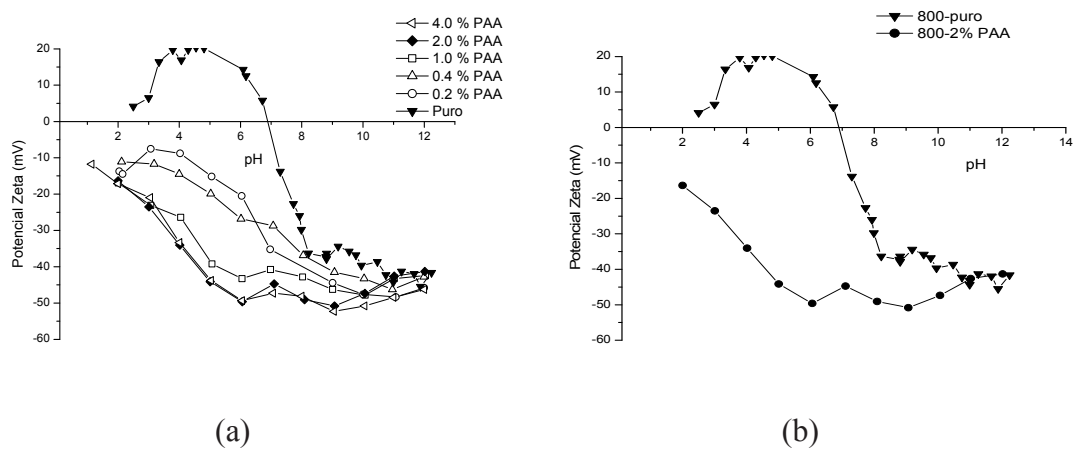 4.0 % PAA
2.0 % PAA
1.0 % PAA
0.4 % PAA
0.2 % PAA
Puro
20
10
0
-10
-20
-30
-40
-50
-60
2 4 6 8 10 12
pH
Potencial Zeta (mV)
(a)
800-puro
800-2% PAA
20
10
0
-10
-20
-30
-40
-50
-60
0 2 4 6 8 10 12 14
pH
Potencial Zeta (mV)
(b)